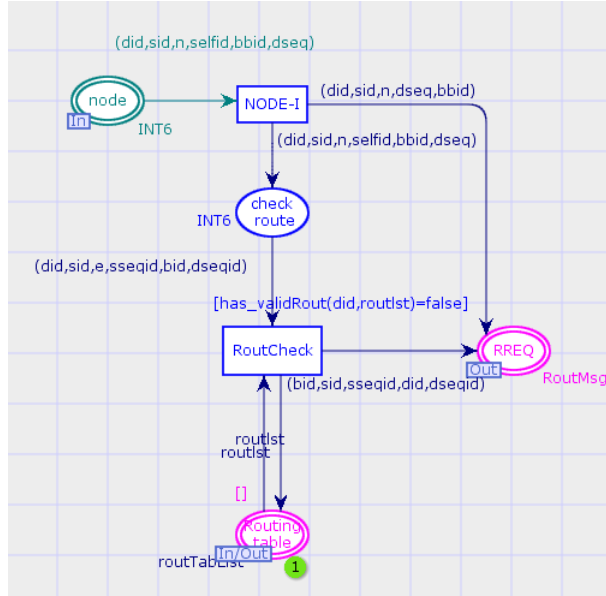 (did,sid,n,selfid,bbid,dseq)
node
In
INT6
NODE-I
(did,sid,n,dseq,bbid)
(did,sid,n,selfid,bbid,dseq)
check
route
INT6
(did,sid,e,sseqid,bid,dseqid)
[has_validRout(did,routlst)=false]
RoutCheck
RREQ
Out
RoutMsg
(bid,sid,sseqid,did,dseqid)
routlst
routlst
[]
Routing
table
In/Out
routTabList
1